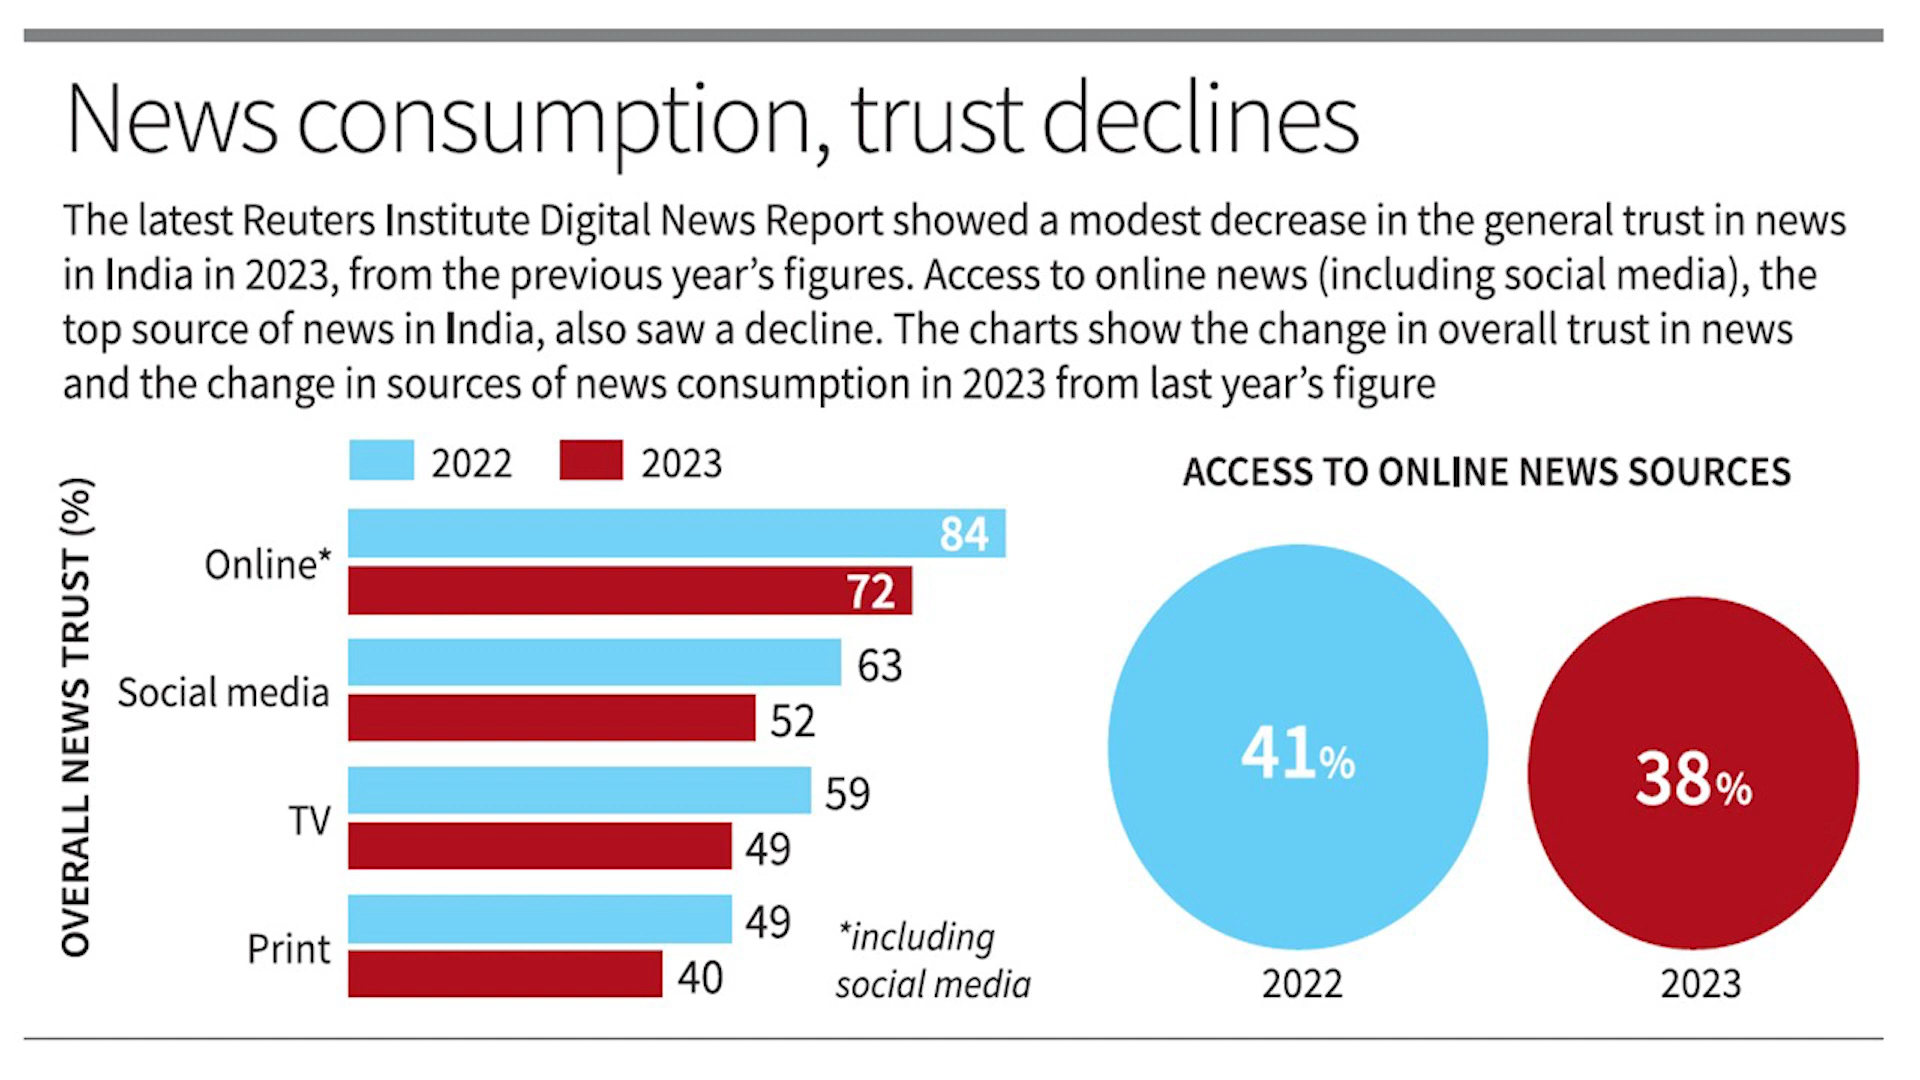 News consumption, trust declines
The latest Reuters Institute Digital News Report showed a modest decrease in the general trust in news
in India in 2023, from the previous year's figures. Access to online news (including social media), the
top source of news in India, also saw a decline. The charts show the change in overall trust in news
and the change in sources of news consumption in 2023 from last year's figure
2022 2023
OVERALL NEWS TRUST (%)
Online*
84
72
Social media
63
52
TV
59
49
Print
49
40
*including
social media
ACCESS TO ONLINE NEWS SOURCES
41%
38%
2022
2023